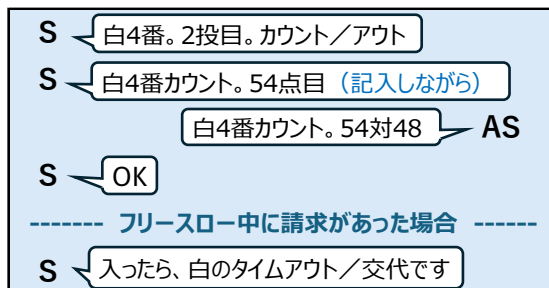 S 白4番。2投目。カウント／アウト
S 白4番カウント。54点目（記入しながら）
白4番カウント。54対48 AS
S OK
------- フリースロー中に請求があった場合 ------
S 入ったら、白のタイムアウト／交代です